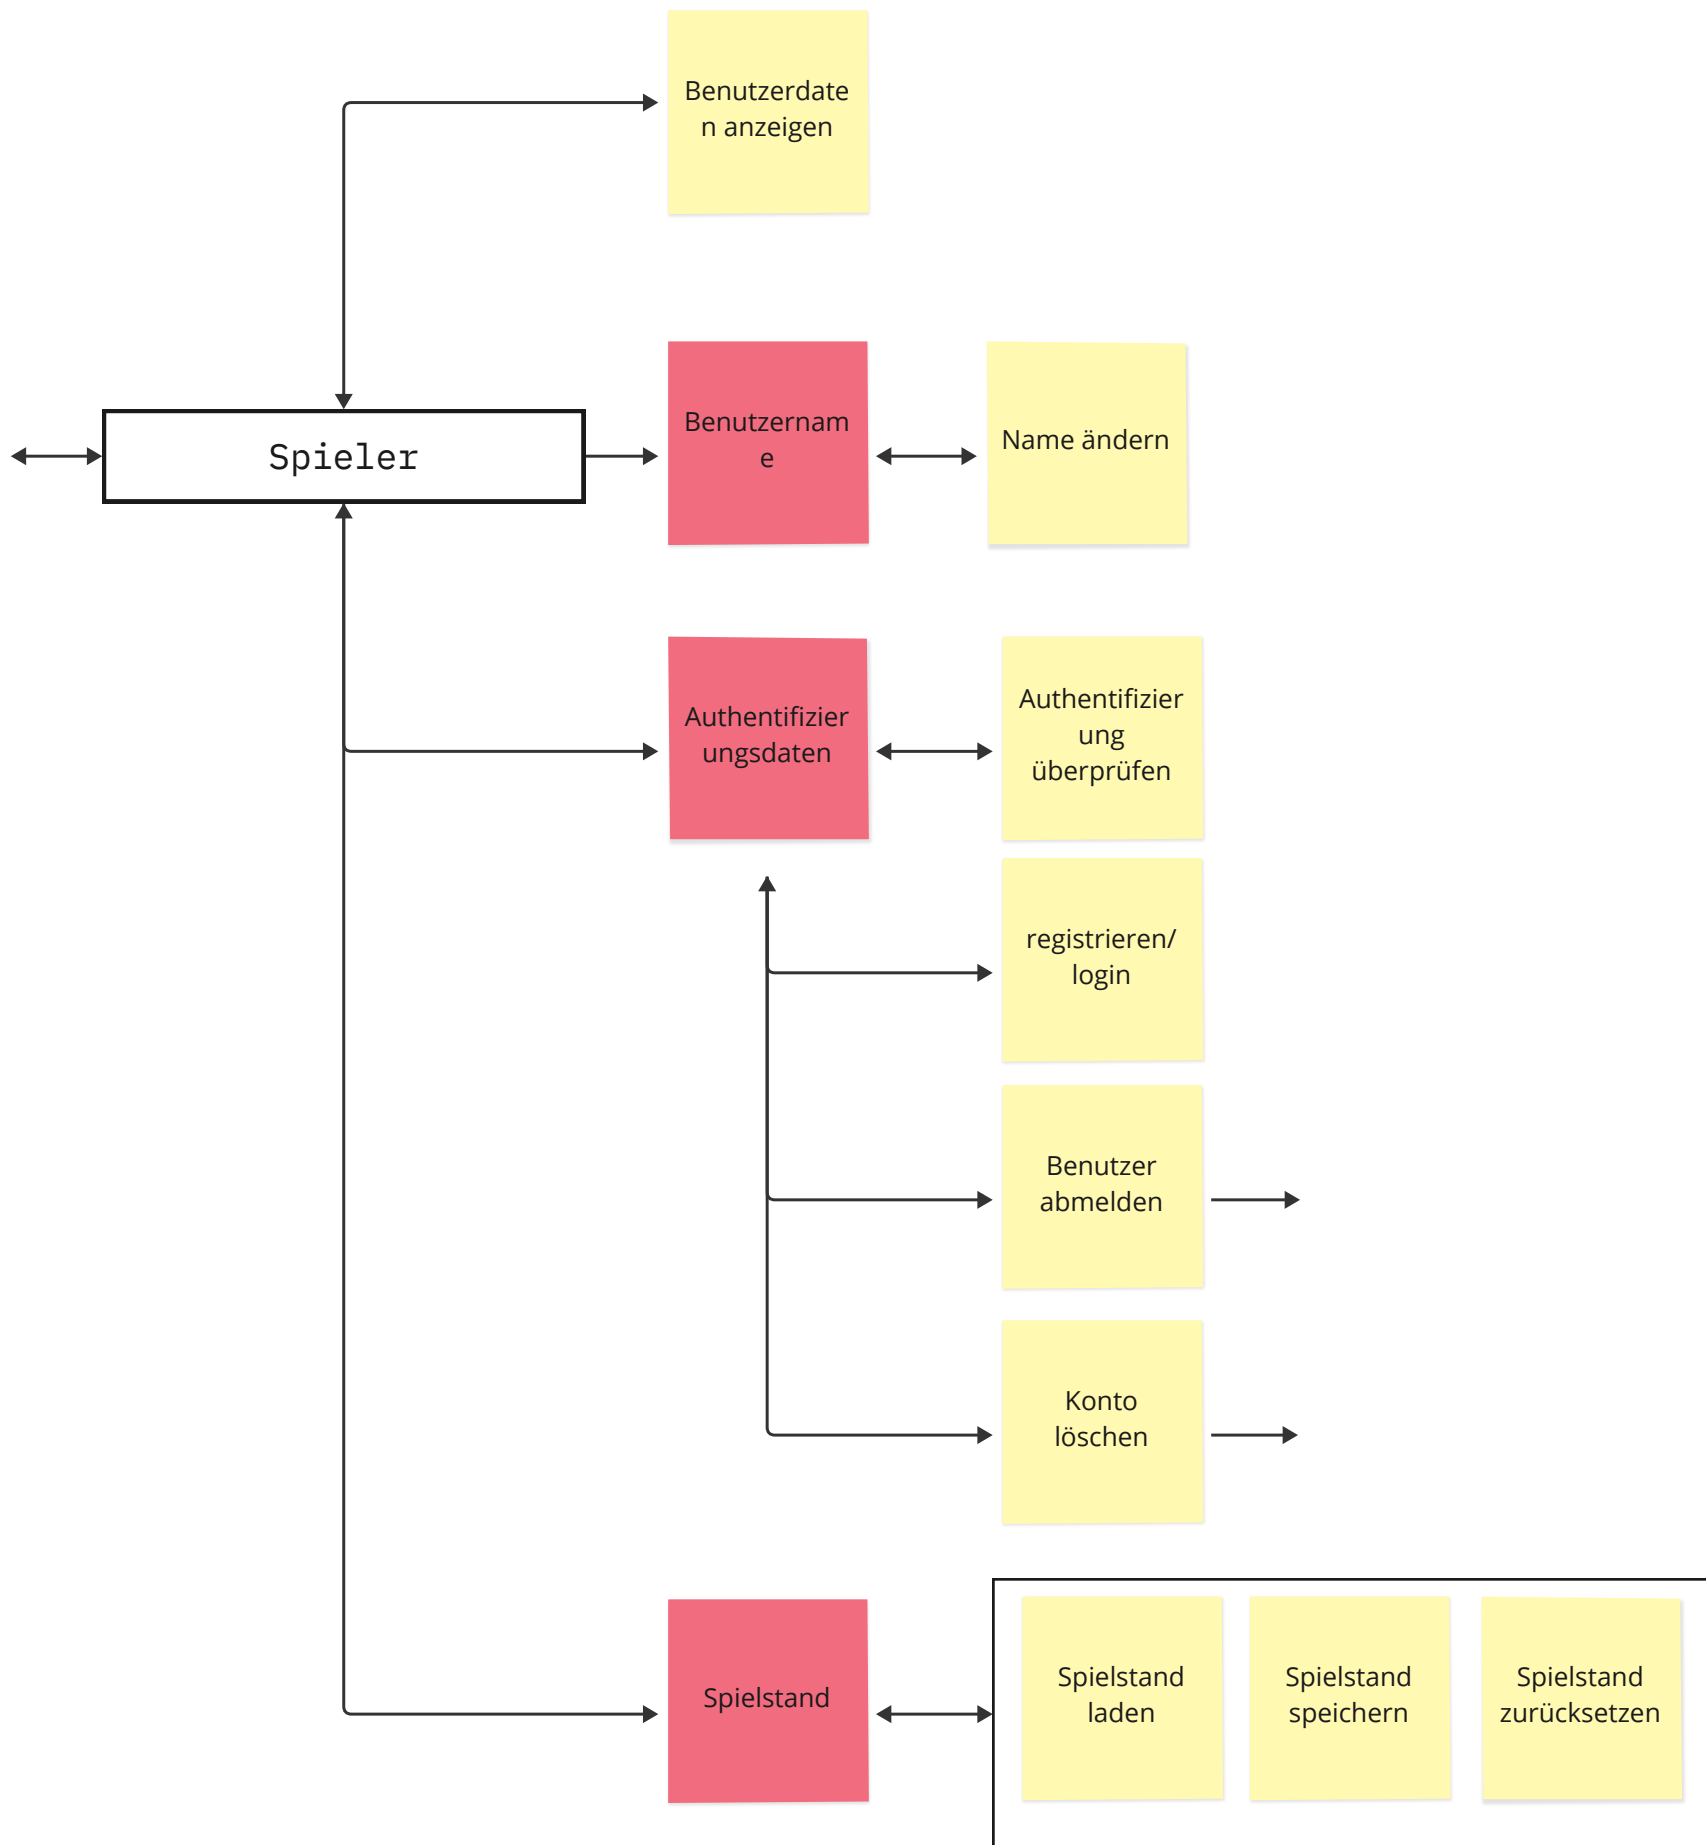 Benutzerdate
n anzeigen
Spieler
Benutzernam
e
Name ändern
Authentifizier
ungsdaten
Authentifizier
ung
überprüfen
registrieren/
login
Benutzer
abmelden
Konto
löschen
Spielstand
Spielstand
laden
Spielstand
speichern
Spielstand
zurücksetzen